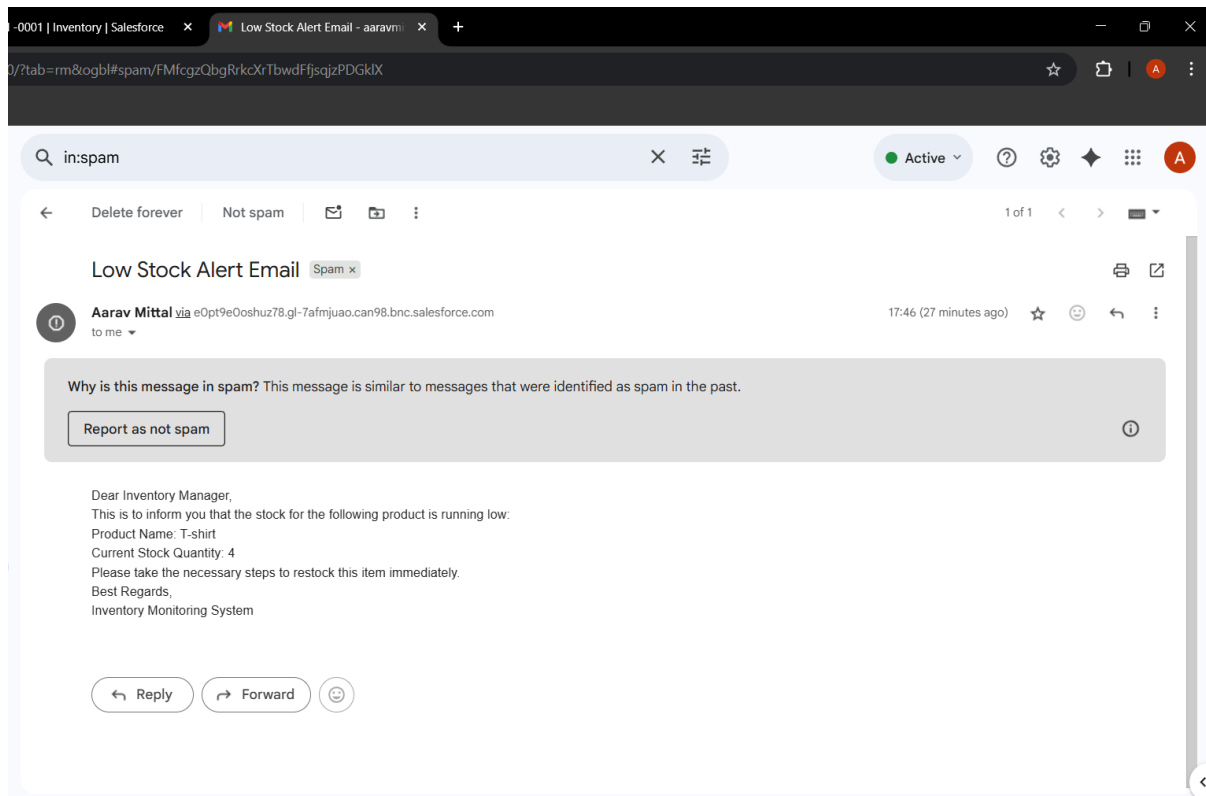 -0001 | Inventory | Salesforce
Low Stock Alert Email - aaravmi
0/?tab=rm&ogbl#spam/FMfcgzQbgRrkcXrTbwdFfjsqjzPDGklX
A
in:spam
Active
A
Delete forever Not spam
1 of 1
Low Stock Alert Email Spam ×
Aarav Mittal via e0pt9e0oshuz78.gl-7afmjuao.can98.bnc.salesforce.com
17:46 (27 minutes ago)
to me
Why is this message in spam? This message is similar to messages that were identified as spam in the past.
Report as not spam
Dear Inventory Manager,
This is to inform you that the stock for the following product is running low:
Product Name: T-shirt
Current Stock Quantity: 4
Please take the necessary steps to restock this item immediately.
Best Regards,
Inventory Monitoring System
Reply Forward